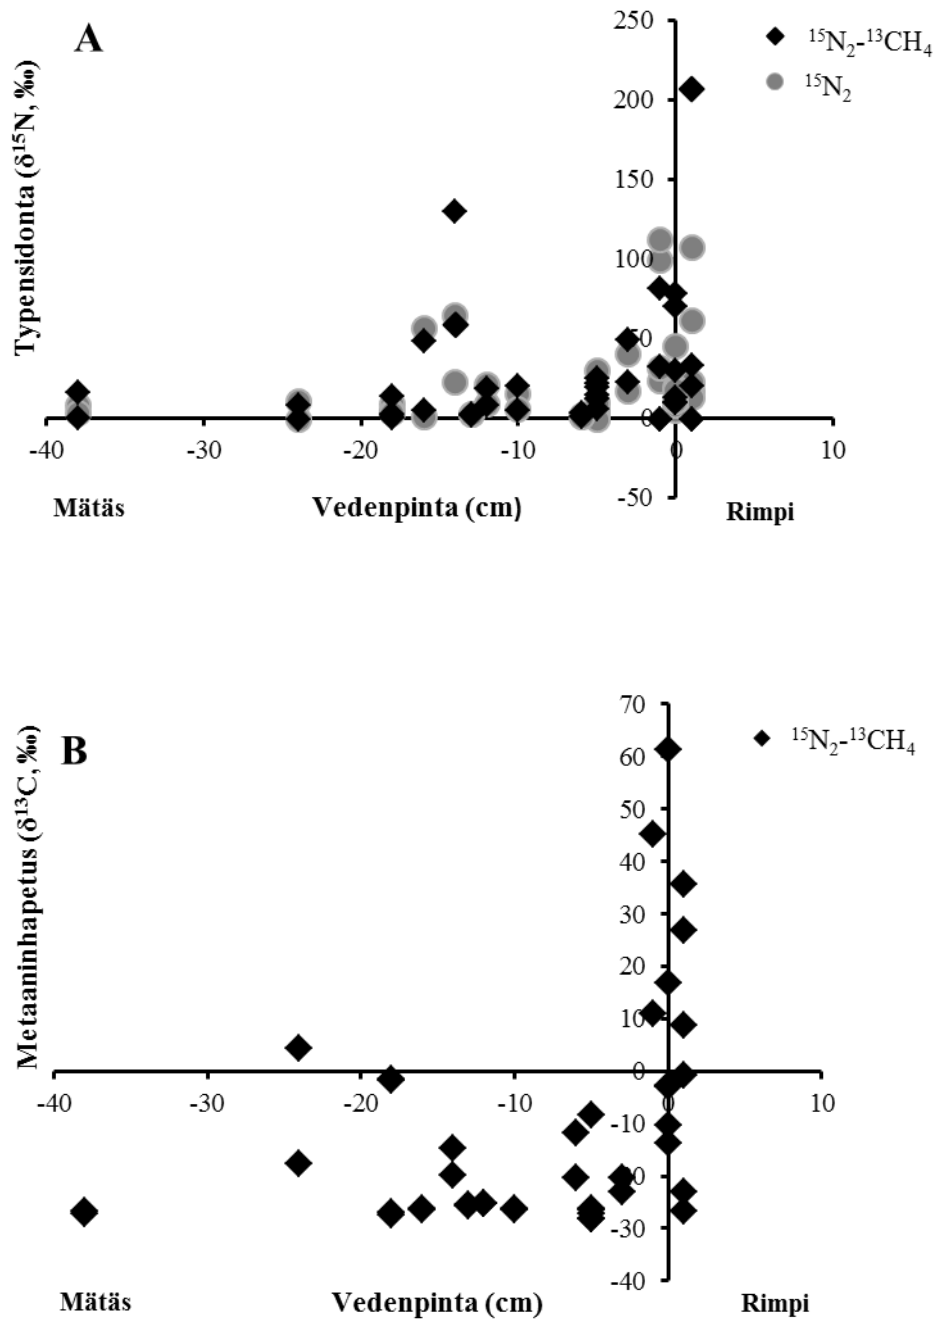 A
250
¹⁵N₂-¹³CH₄
200
¹⁵N₂
150
100
50
0
-50
Typensidonta (δ¹⁵N, ‰)
-40 -30 -20 -10 0 10
Mätäs Vedenpinta (cm) Rimpi
B
70
¹⁵N₂-¹³CH₄
60
50
40
30
20
10
0
Metaaninhapetus (δ¹³C, ‰)
-40 -30 -20 -10 0 10
-10
-20
-30
-40
Mätäs Vedenpinta (cm) Rimpi